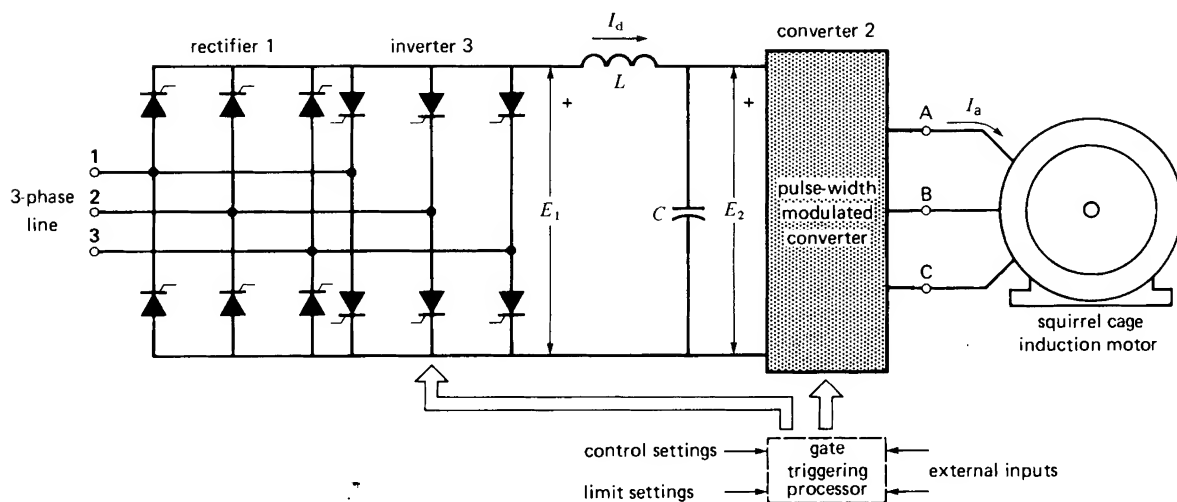 rectifier 1
inverter 3
I_d
converter 2
L
+
+
1
2
3
3-phase
line
E_1
C
E_2
pulse-width
modulated
converter
A
I_a
B
C
squirrel cage
induction motor
control settings
limit settings
gate
triggering
processor
external inputs